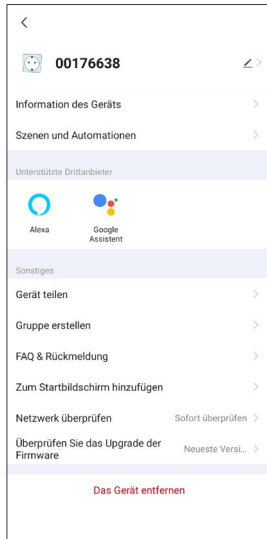 00176638
Information des Geräts
Szenen und Automationen
Unterstützte Drittanbieter
Alexa
Google
Assistent
Sonstiges
Gerät teilen
Gruppe erstellen
FAQ & Rückmeldung
Zum Startbildschirm hinzufügen
Netzwerk überprüfen Sofort überprüfen
Überprüfen Sie das Upgrade der
Firmware Neueste Versi...
Das Gerät entfernen